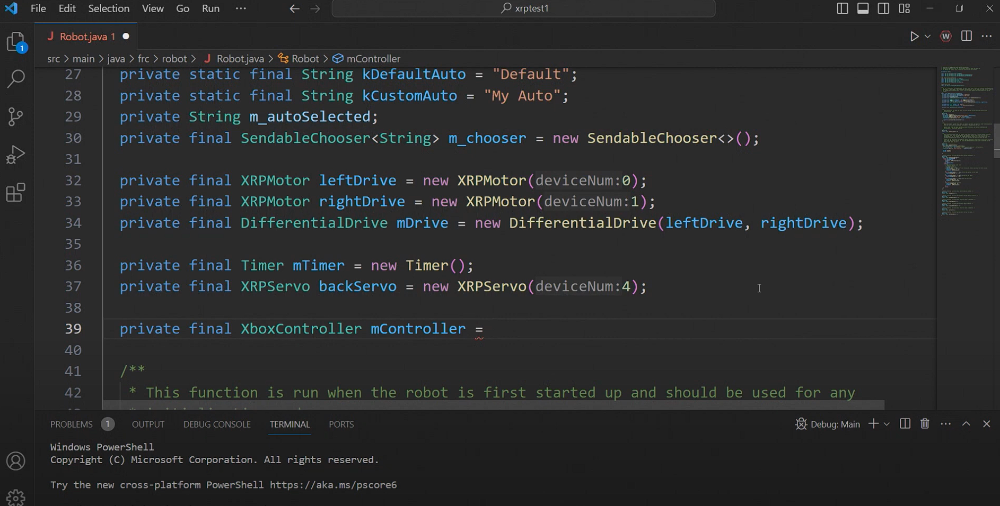 File Edit Selection View Go Run ··· xrptest1
Robot.java 1
src > main > java > frc > robot > J Robot.java > Robot > mController
27 private static final String kDefaultAuto = "Default";
28 private static final String kCustomAuto = "My Auto";
29 private String m_autoSelected;
30 private final SendableChooser<String> m_chooser = new SendableChooser<>();
31
32 private final XRPMotor leftDrive = new XRPMotor(deviceNum:0);
33 private final XRPMotor rightDrive = new XRPMotor(deviceNum:1);
34 private final DifferentialDrive mDrive = new DifferentialDrive(leftDrive, rightDrive);
35
36 private final Timer mTimer = new Timer();
37 private final XRPServo backServo = new XRPServo(deviceNum:4);
38
39 private final XboxController mController =
40
41 /**
42 * This function is run when the robot is first started up and should be used for any
PROBLEMS 1 OUTPUT DEBUG CONSOLE TERMINAL PORTS Debug: Main
Windows PowerShell
Copyright (C) Microsoft Corporation. All rights reserved.
Try the new cross-platform PowerShell https://aka.ms/pscore6